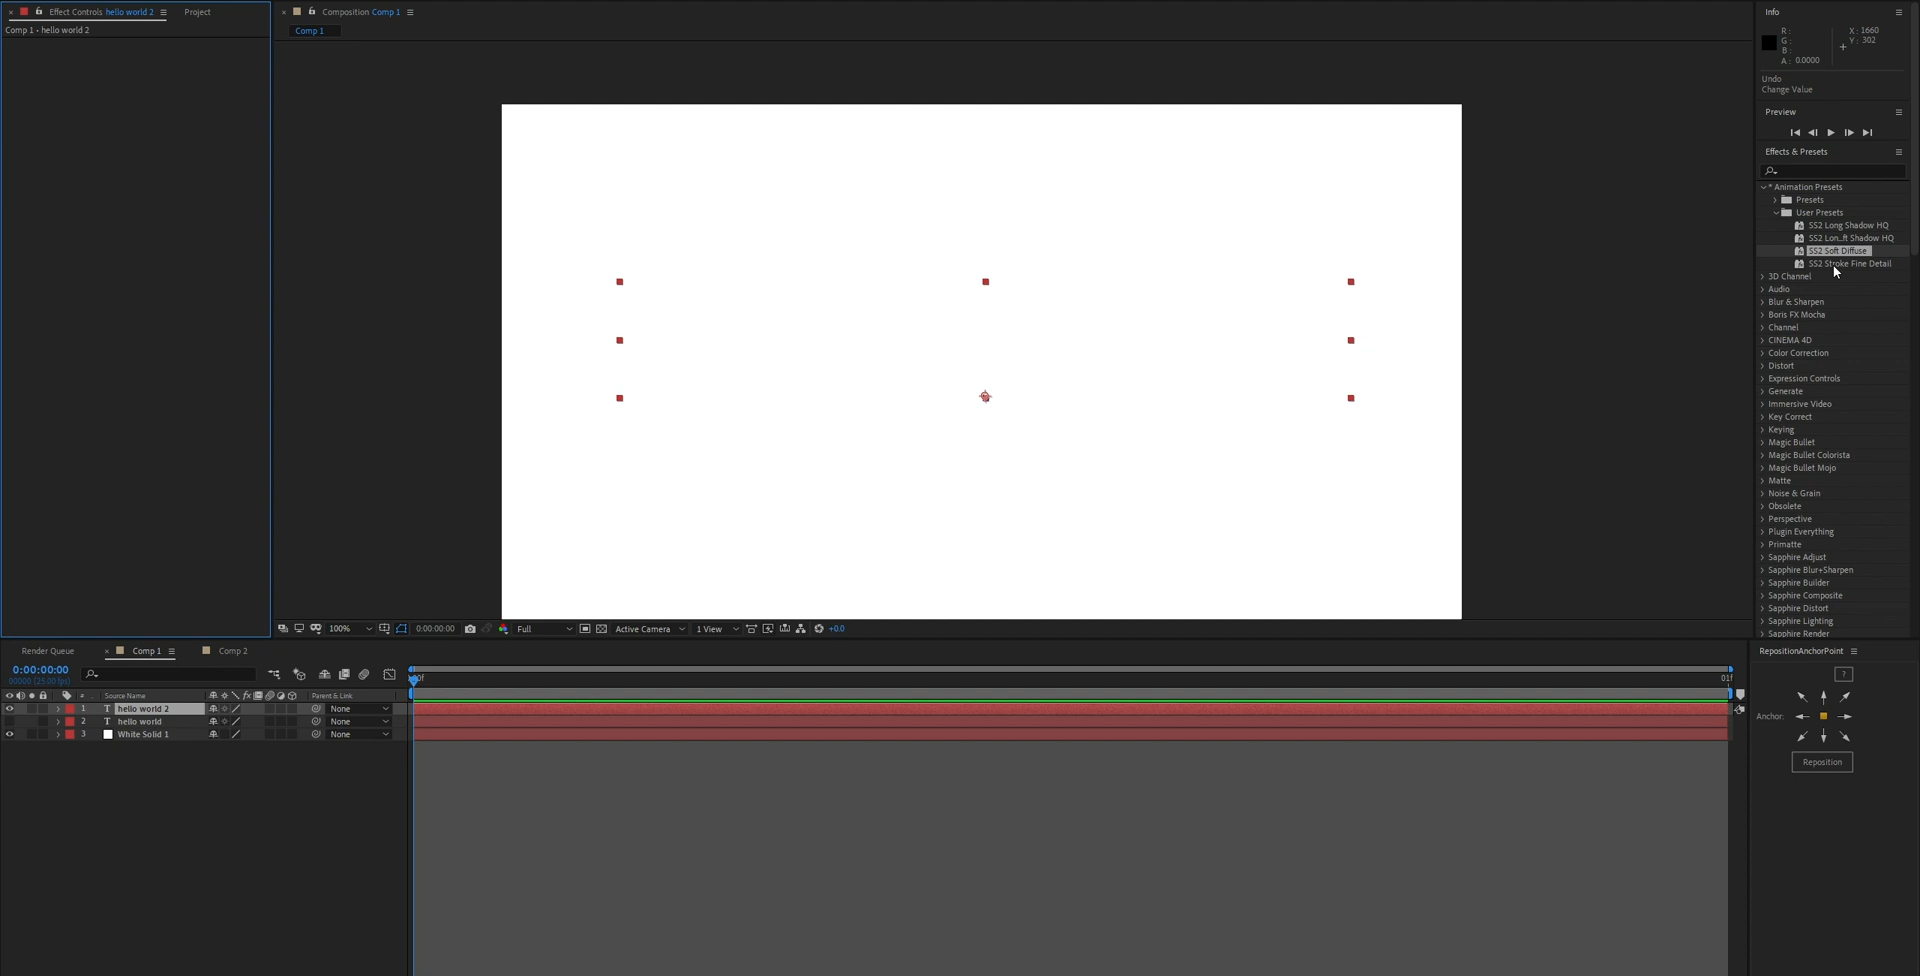 Effect Controls hello world 2
Project
Comp 1 • hello world 2
Composition Comp 1
Comp 1
Info
R :
G :
B :
A : 0.0000
X : 1660
Y : 302
Undo
Change Value
Preview
Effects & Presets
* Animation Presets
Presets
User Presets
SS2 Long Shadow HQ
SS2 Lon...ft Shadow HQ
SS2 Soft Diffuse
SS2 Stroke Fine Detail
3D Channel
Audio
Blur & Sharpen
Boris FX Mocha
Channel
CINEMA 4D
Color Correction
Distort
Expression Controls
Generate
Immersive Video
Key Correct
Keying
Magic Bullet
Magic Bullet Colorista
Magic Bullet Mojo
Matte
Noise & Grain
Obsolete
Perspective
Plugin Everything
Primatte
Sapphire Adjust
Sapphire Blur+Sharpen
Sapphire Builder
Sapphire Composite
Sapphire Distort
Sapphire Lighting
Sapphire Render
100%
0:00:00:00
Full
Active Camera
1 View
+0.0
Render Queue
Comp 1
Comp 2
0:00:00:00
00000 (25.00 fps)
# Source Name
fx
Parent & Link
01f
1 T hello world 2 None
2 T hello world None
3 White Solid 1 None
RepositionAnchorPoint
?
Anchor:
Reposition